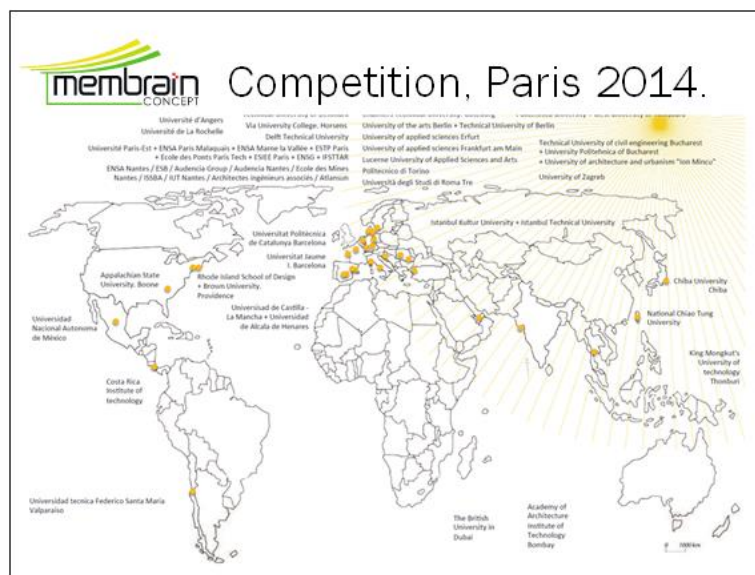 membrain
CONCEPT
Competition, Paris 2014.
Université d'Angers
Université de La Rochelle
Via University College, Horsens
Delft Technical University
Université Paris-Est + ENSA Paris Malaquais + ENSA Marne la Vallée + ESTP Paris
+ Ecole des Ponts Paris Tech + ESIEE Paris + ENSG + IFSTTAR
ENSA Nantes / ESB / Audencia Group / Audencia Nantes / Ecole des Mines
Nantes / ISSBA / IUT Nantes / Architectes ingénieurs associés / Atlansun
University of the arts Berlin + Technical University of Berlin
University of applied sciences Erfurt
University of applied sciences Frankfurt am Main
Lucerne University of Applied Sciences and Arts
Politecnico di Torino
Università degli Studi di Roma Tre
Technical University of civil engineering Bucharest
+ University Politehnica of Bucharest
+ University of architecture and urbanism "Ion Mincu"
University of Zagreb
Istanbul Kultur University + Istanbul Technical University
Universitat Politècnica
de Catalunya Barcelona
Universitat Jaume
I. Barcelona
Appalachian State
University. Boone
Rhode Island School of Design
+ Brown University.
Providence
Universisad de Castilla -
La Mancha + Universidad
de Alcala de Henares
Universidad
Nacional Autonoma
de México
Costa Rica
Institute of
technology
Chiba University
Chiba
National Chiao Tung
University
King Mongkut's
University of
technology
Thonburi
Universidad tecnica Federico Santa María
Valparaiso
The British
University in
Dubai
Academy of
Architecture
Institute of
Technology
Bombay
0 1000 km